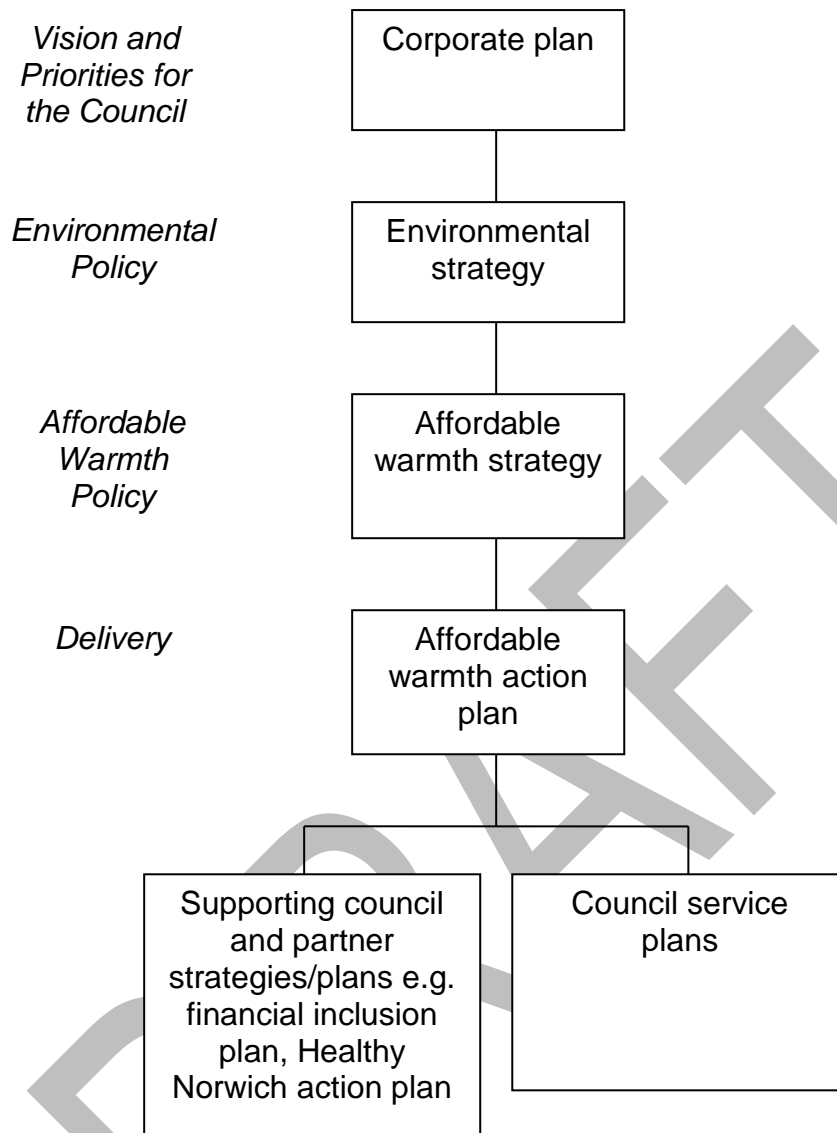 Vision and
Priorities for
the Council
Corporate plan
Environmental
Policy
Environmental
strategy
Affordable
Warmth
Policy
Affordable
warmth strategy
Delivery
Affordable
warmth action
plan
Supporting council
and partner
strategies/plans e.g.
financial inclusion
plan, Healthy
Norwich action plan
Council service
plans
DRAFT